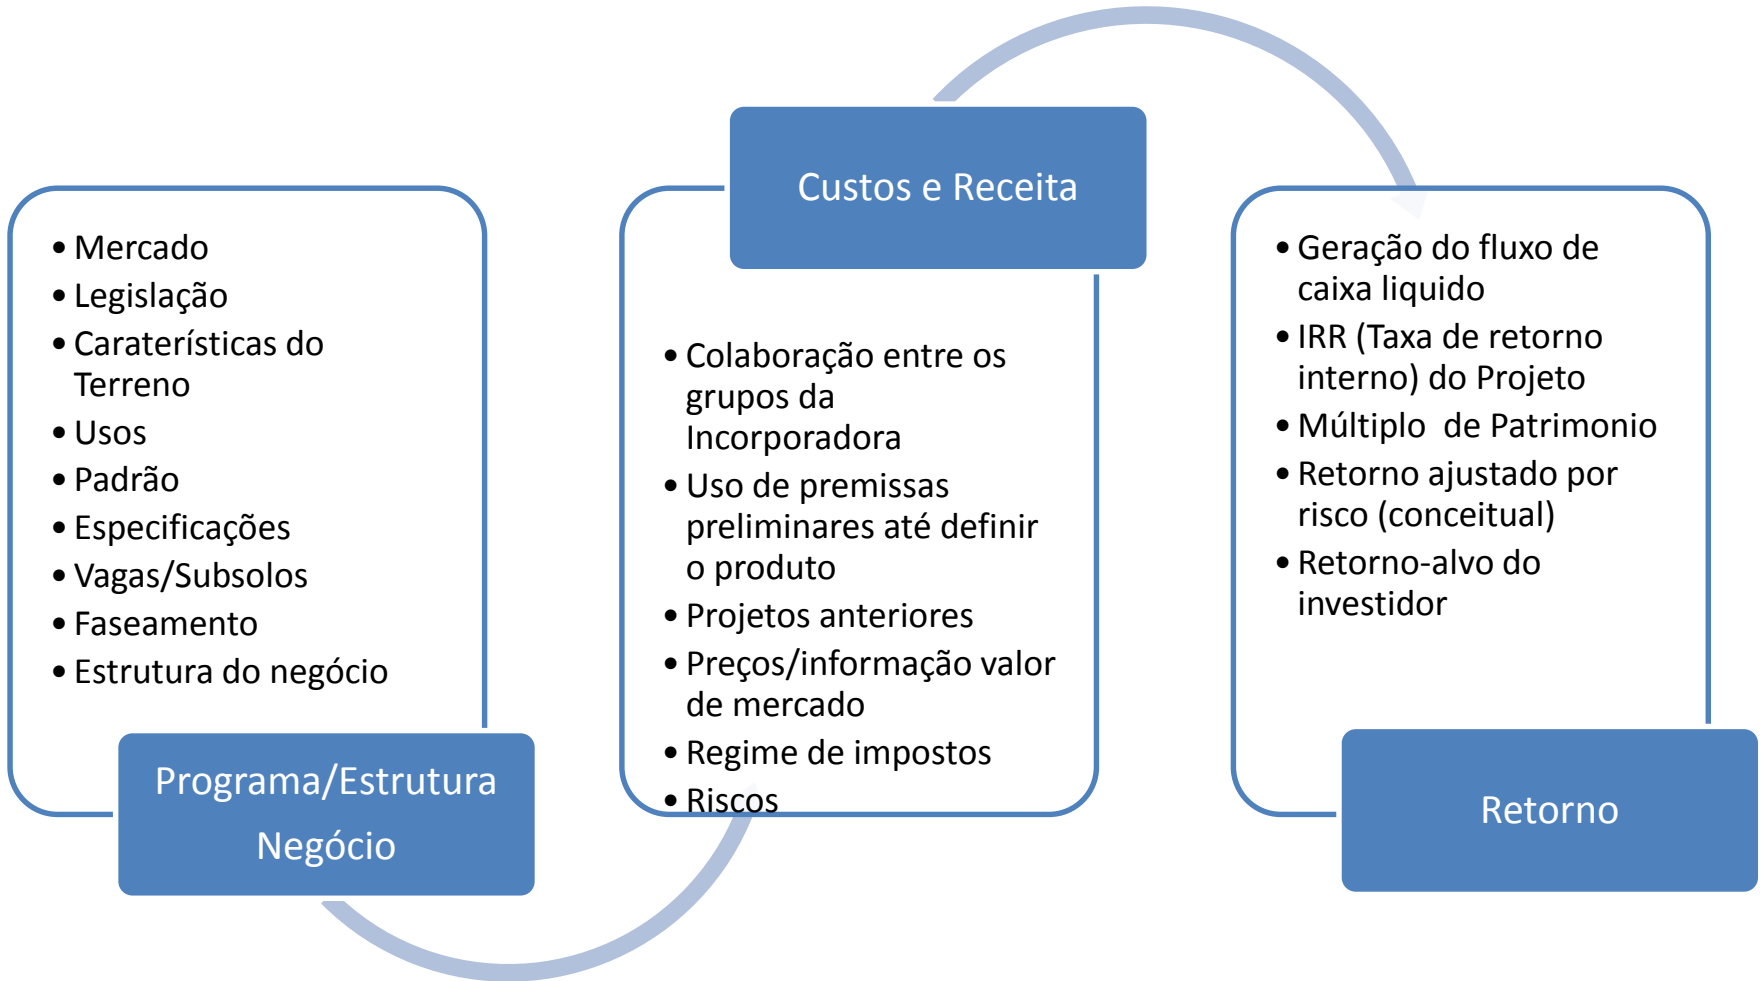 • Mercado
• Legislação
• Caraterísticas do
Terreno
• Usos
• Padrão
• Especificações
• Vagas/Subsolos
• Faseamento
• Estrutura do negócio
Programa/Estrutura
Negócio
Custos e Receita
• Colaboração entre os
grupos da
Incorporadora
• Uso de premissas
preliminares até definir
o produto
• Projetos anteriores
• Preços/informação valor
de mercado
• Regime de impostos
• Riscos
• Geração do fluxo de
caixa liquido
• IRR (Taxa de retorno
interno) do Projeto
• Múltiplo de Patrimonio
• Retorno ajustado por
risco (conceitual)
• Retorno-alvo do
investidor
Retorno